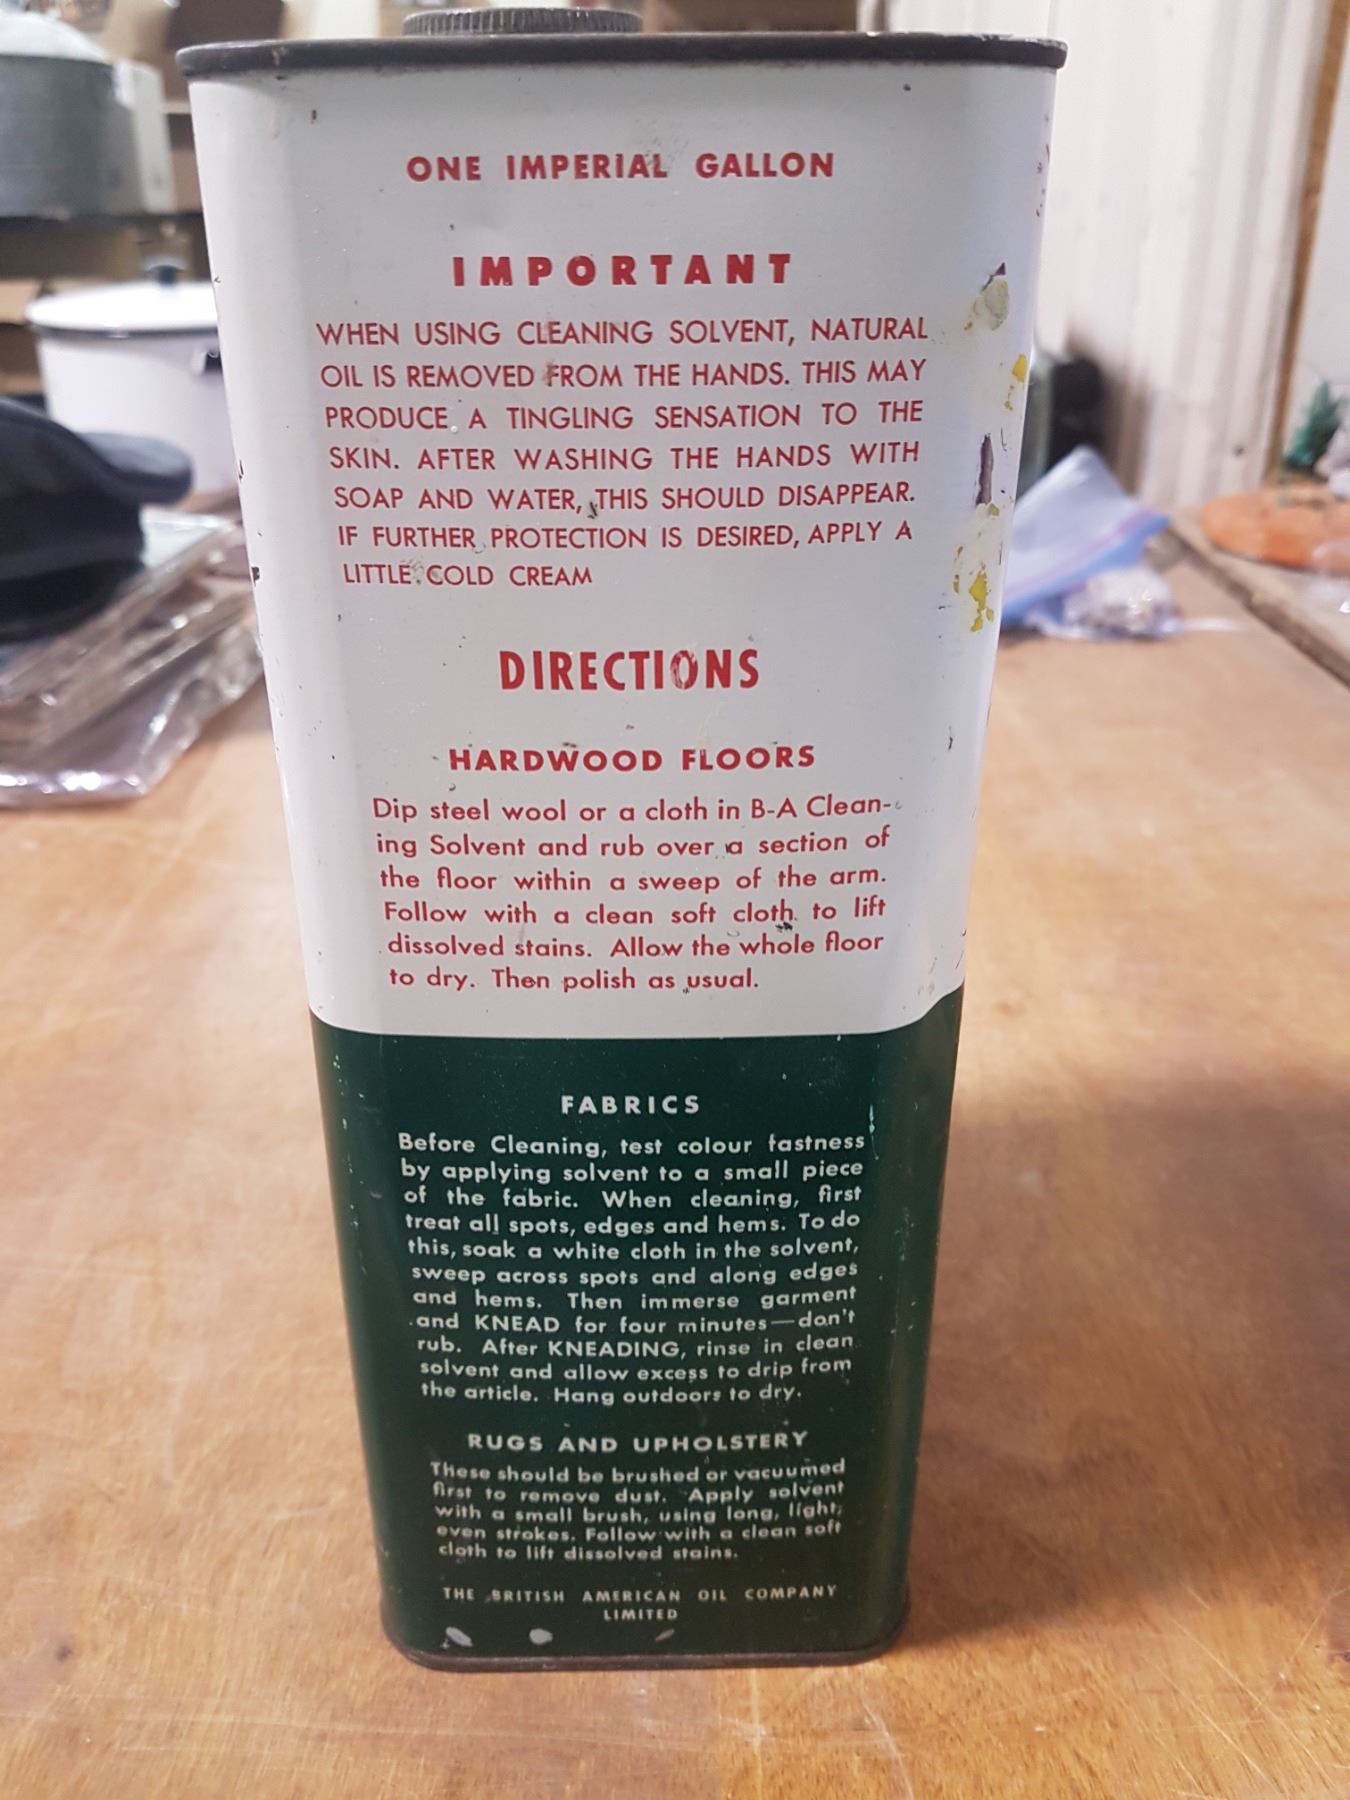 ONE IMPERIAL GALLON
IMPORTANT
WHEN USING CLEANING SOLVENT, NATURAL
OIL IS REMOVED FROM THE HANDS. THIS MAY
PRODUCE A TINGLING SENSATION TO THE
SKIN. AFTER WASHING THE HANDS WITH
SOAP AND WATER, THIS SHOULD DISAPPEAR.
IF FURTHER PROTECTION IS DESIRED, APPLY A
LITTLE COLD CREAM
DIRECTIONS
HARDWOOD FLOORS
Dip steel wool or a cloth in B-A Clean-
ing Solvent and rub over a section of
the floor within a sweep of the arm.
Follow with a clean soft cloth to lift
dissolved stains. Allow the whole floor
to dry. Then polish as usual.
FABRICS
Before Cleaning, test colour fastness
by applying solvent to a small piece
of the fabric. When cleaning, first
treat all spots, edges and hems. To do
this, soak a white cloth in the solvent,
sweep across spots and along edges
and hems. Then immerse garment
and KNEAD for four minutes—don't
rub. After KNEADING, rinse in clean
solvent and allow excess to drip from
the article. Hang outdoors to dry.
RUGS AND UPHOLSTERY
These should be brushed or vacuumed
first to remove dust. Apply solvent
with a small brush, using long, light,
even strokes. Follow with a clean soft
cloth to lift dissolved stains.
THE BRITISH AMERICAN OIL COMPANY
LIMITED